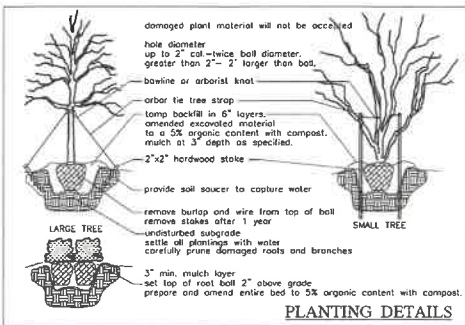 damaged plant material will not be accepted
hole diameter
up to 2" cal.-twice ball diameter.
greater than 2"- 2' larger than ball.
bowline or arborist knot
arbor tie tree strap
tamp backfill in 6" layers.
amended excavated material
to a 5% organic content with compost.
mulch at 3" depth as specified.
2"x2" hardwood stake
provide soil saucer to capture water
remove burlap and wire from top of ball
remove stakes after 1 year
LARGE TREE
SMALL TREE
undisturbed subgrade
settle all plantings with water
carefully prune damaged roots and branches
3" min. mulch layer
set top of root ball 2" above grade
prepare and amend entire bed to 5% organic content with compost.
PLANTING DETAILS